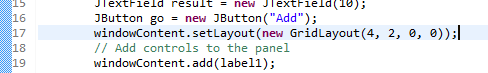 15 JTextField result = new JTextField(10);
16 JButton go = new JButton("Add");
17 windowContent.setLayout(new GridLayout(4, 2, 0, 0));
18 // Add controls to the panel
19 windowContent.add(label1);